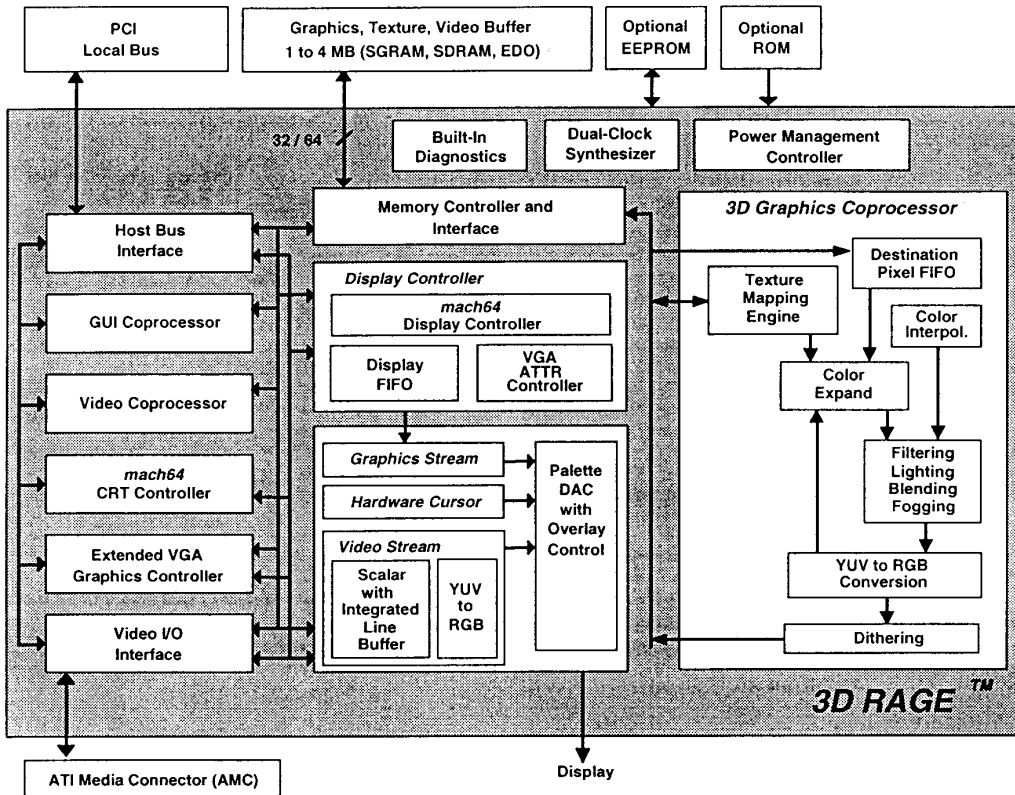 PCI
Local Bus
Graphics, Texture, Video Buffer
1 to 4 MB (SGRAM, SDRAM, EDO)
Optional
EEPROM
Optional
ROM
32 / 64
Built-In
Diagnostics
Dual-Clock
Synthesizer
Power Management
Controller
Host Bus
Interface
GUI Coprocessor
Video Coprocessor
mach64
CRT Controller
Extended VGA
Graphics Controller
Video I/O
Interface
Memory Controller and
Interface
Display Controller
mach64
Display Controller
Display
FIFO
VGA
ATTR
Controller
Graphics Stream
Hardware Cursor
Video Stream
Scalar
with
Integrated
Line
Buffer
YUV
to
RGB
Palette
DAC
with
Overlay
Control
3D Graphics Coprocessor
Destination
Pixel FIFO
Texture
Mapping
Engine
Color
Interpol.
Color
Expand
Filtering
Lighting
Blending
Fogging
YUV to RGB
Conversion
Dithering
3D RAGE TM
ATI Media Connector (AMC)
Display